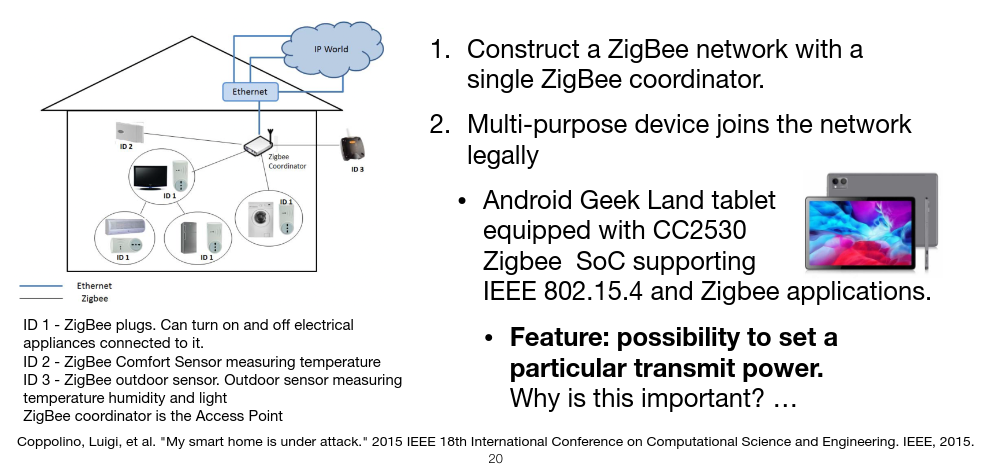 IP World
Ethernet
ID 2
Zigbee
Coordinator
ID 3
ID 1
ID 1
ID 1
ID 1
Ethernet
Zigbee
ID 1 - ZigBee plugs. Can turn on and off electrical
appliances connected to it.
ID 2 - ZigBee Comfort Sensor measuring temperature
ID 3 - ZigBee outdoor sensor. Outdoor sensor measuring
temperature humidity and light
ZigBee coordinator is the Access Point
1. Construct a ZigBee network with a
single ZigBee coordinator.
2. Multi-purpose device joins the network
legally
• Android Geek Land tablet
equipped with CC2530
Zigbee SoC supporting
IEEE 802.15.4 and Zigbee applications.
• Feature: possibility to set a
particular transmit power.
Why is this important? …
Coppolino, Luigi, et al. "My smart home is under attack." 2015 IEEE 18th International Conference on Computational Science and Engineering. IEEE, 2015.
20